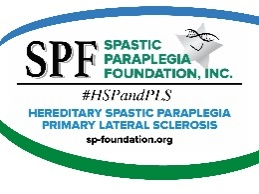 SPF SPASTIC
PARAPLEGIA
FOUNDATION, INC.
#HSPandPLS
HEREDITARY SPASTIC PARAPLEGIA
PRIMARY LATERAL SCLEROSIS
sp-foundation.org